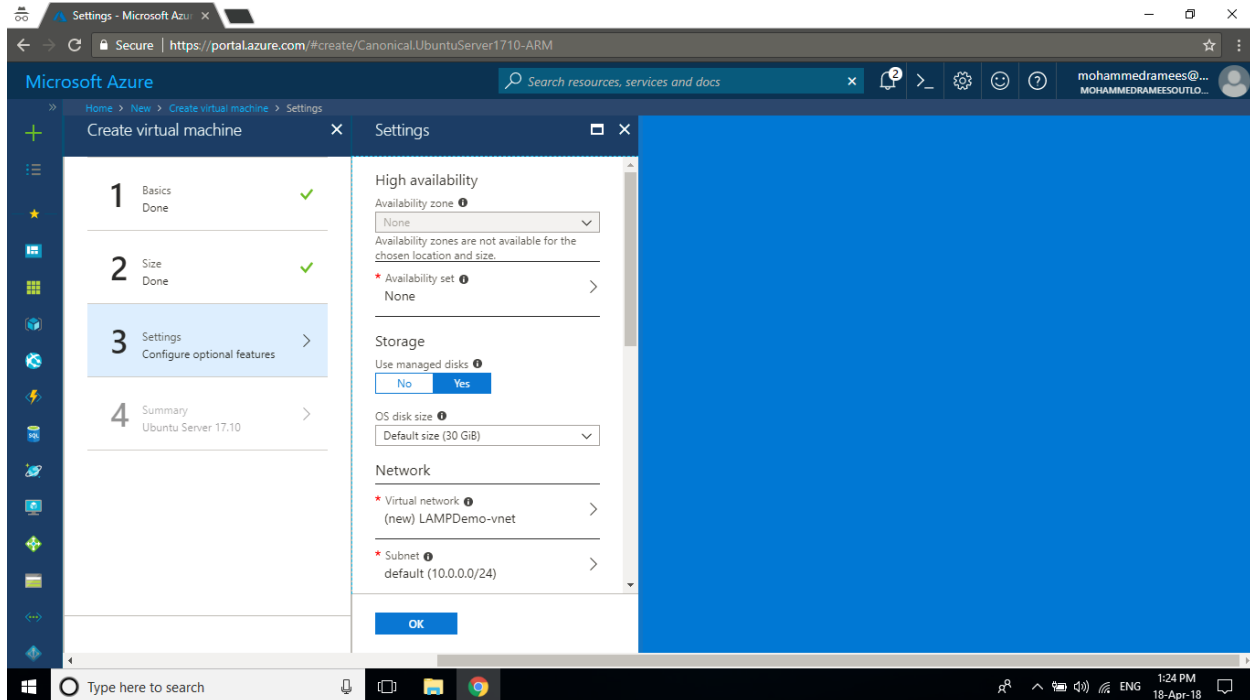 Settings - Microsoft Azur
Secure | https://portal.azure.com/#create/Canonical.UbuntuServer1710-ARM
Microsoft Azure
Search resources, services and docs
2
mohammedramees@...
MOHAMMEDRAMEESOUTLO...
Home > New > Create virtual machine > Settings
Create virtual machine
1
Basics
Done
2
Size
Done
3
Settings
Configure optional features
4
Summary
Ubuntu Server 17.10
Settings
High availability
Availability zone
None
Availability zones are not available for the
chosen location and size.
* Availability set
None
Storage
Use managed disks
No Yes
OS disk size
Default size (30 GiB)
Network
* Virtual network
(new) LAMPDemo-vnet
* Subnet
default (10.0.0.0/24)
OK
SQL
Type here to search
ENG
1:24 PM
18-Apr-18